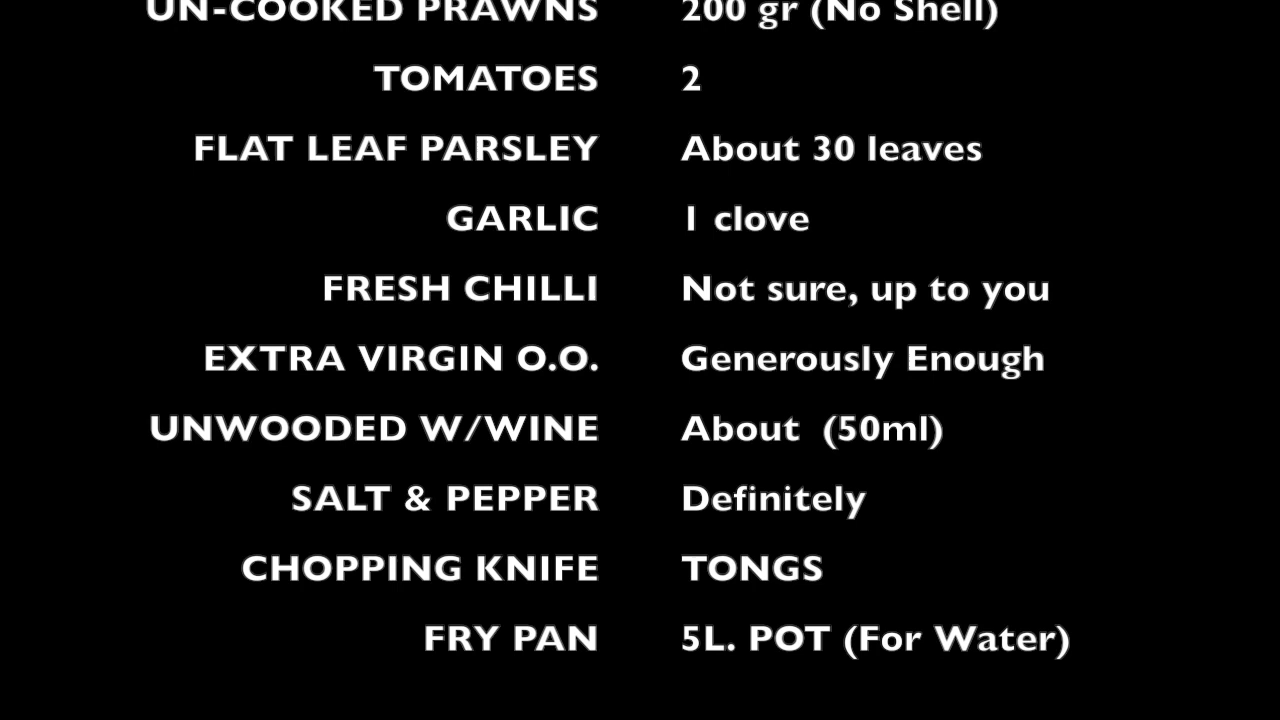 UN-COOKED PRAWNS 200 gr (No Shell)
TOMATOES 2
FLAT LEAF PARSLEY About 30 leaves
GARLIC 1 clove
FRESH CHILLI Not sure, up to you
EXTRA VIRGIN O.O. Generously Enough
UNWOODED W/WINE About (50ml)
SALT & PEPPER Definitely
CHOPPING KNIFE TONGS
FRY PAN 5L. POT (For Water)